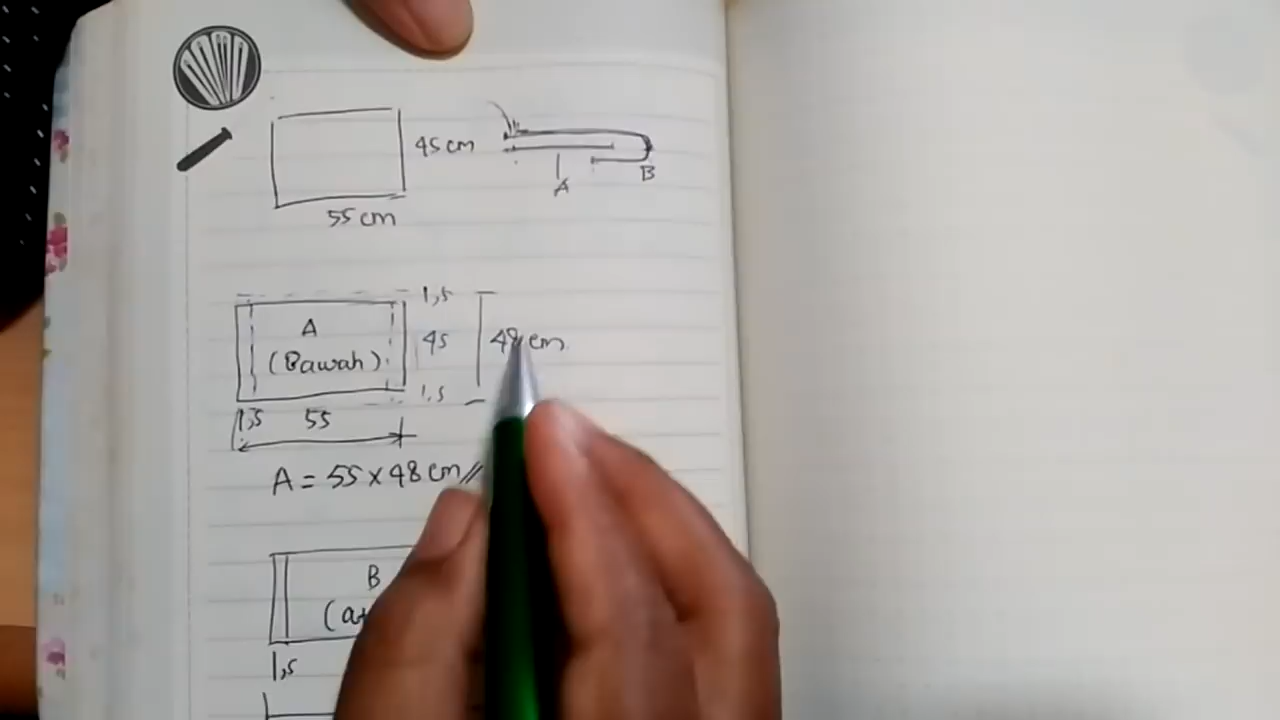 45 cm
A
B
55 cm
1,5
A
(Bawah)
45
48 cm
1,5
1,5
55
A = 55 x 48 cm
B
1,5